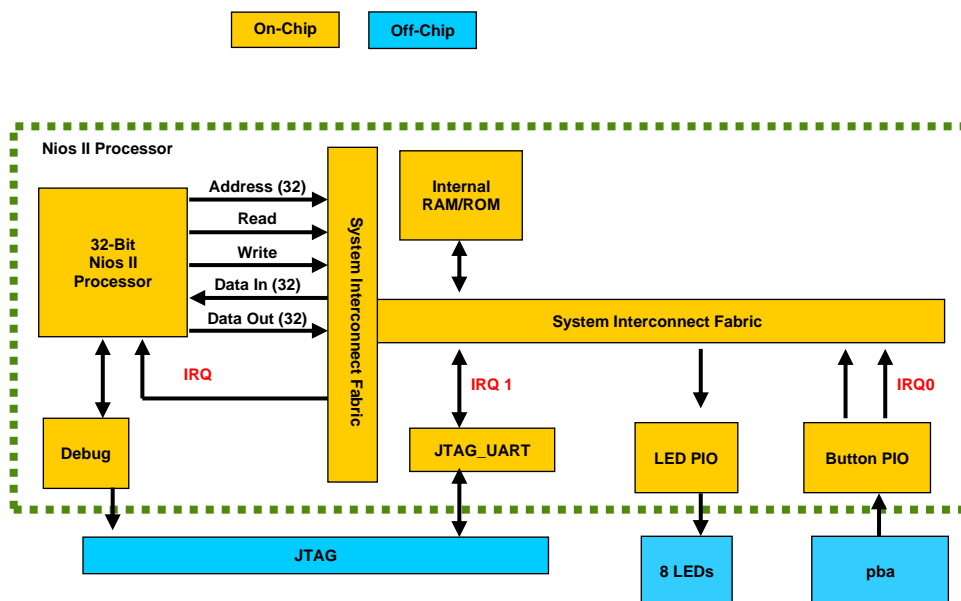 On-Chip
Off-Chip
Nios II Processor
32-Bit
Nios II
Processor
Address (32)
Read
Write
Data In (32)
Data Out (32)
IRQ
System Interconnect Fabric
Internal
RAM/ROM
System Interconnect Fabric
IRQ 1
IRQ0
Debug
JTAG_UART
LED PIO
Button PIO
JTAG
8 LEDs
pba